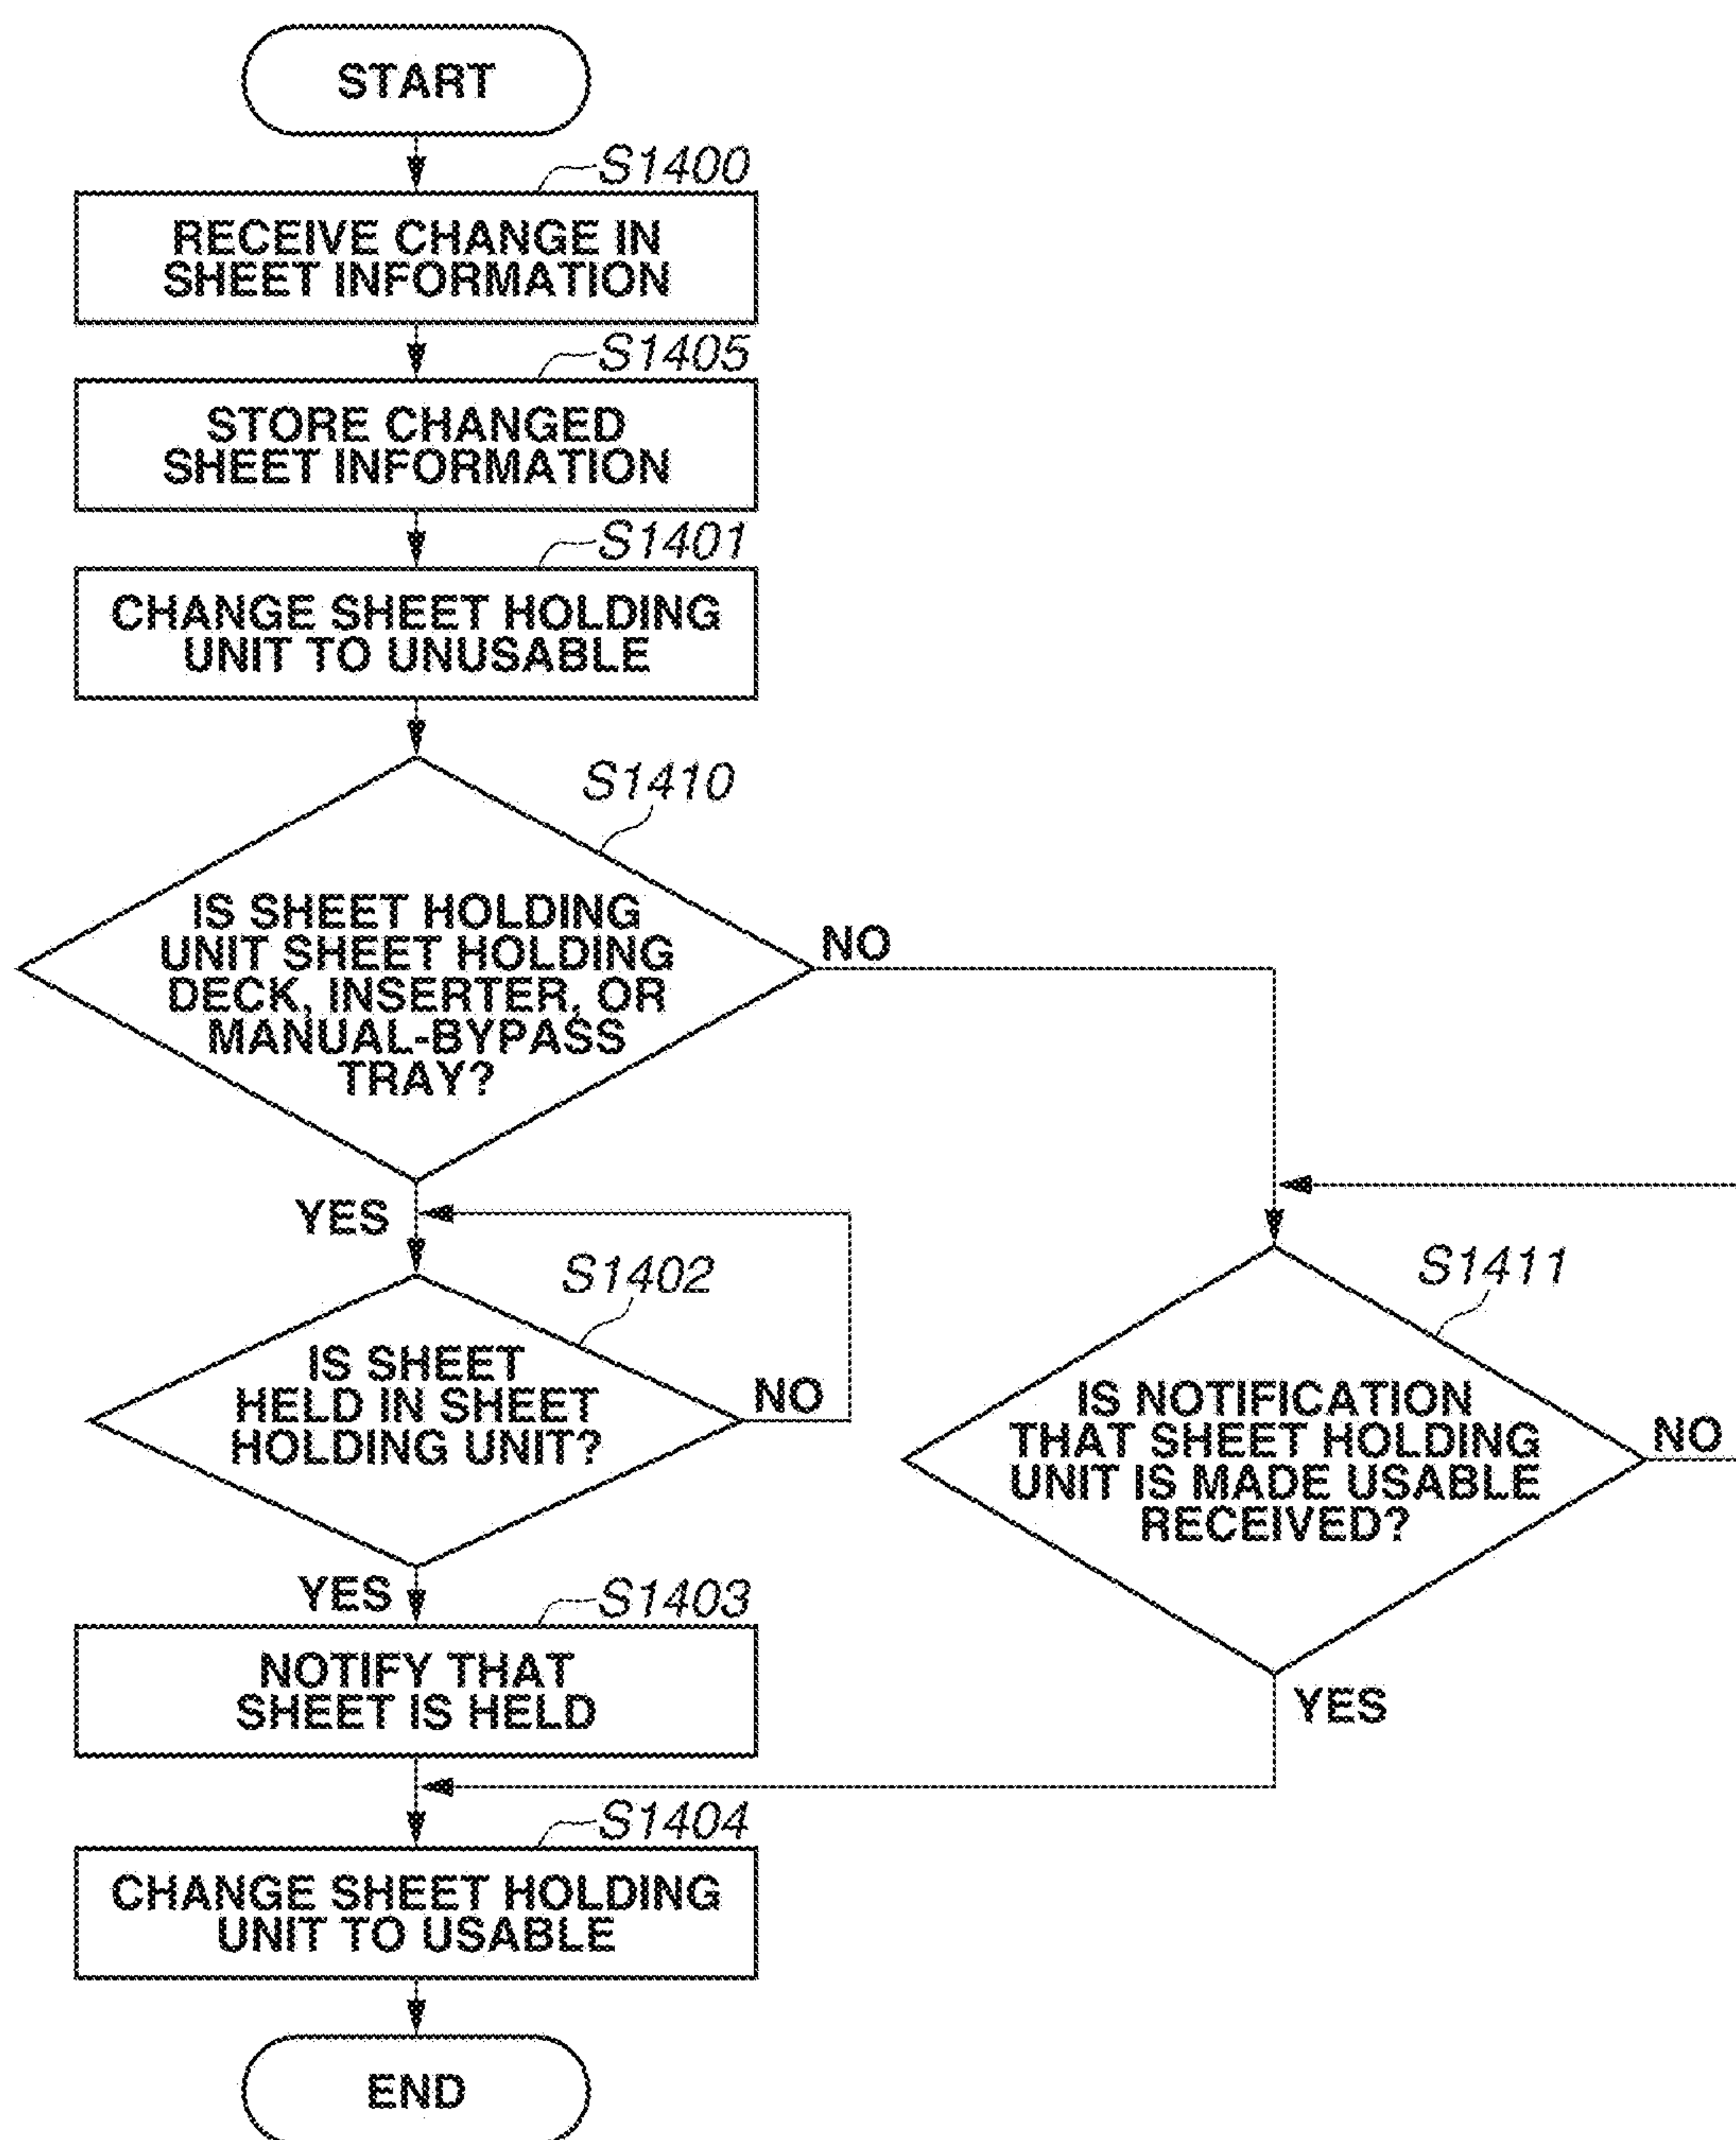 START
S1400
RECEIVE CHANGE IN
SHEET INFORMATION
S1405
STORE CHANGED
SHEET INFORMATION
S1401
CHANGE SHEET HOLDING
UNIT TO UNUSABLE
S1410
IS SHEET HOLDING
UNIT SHEET HOLDING
DECK, INSERTER, OR
MANUAL-BYPASS
TRAY?
NO
YES
S1402
IS SHEET
HELD IN SHEET
HOLDING UNIT?
NO
S1411
IS NOTIFICATION
THAT SHEET HOLDING
UNIT IS MADE USABLE
RECEIVED?
NO
YES
YES
S1403
NOTIFY THAT
SHEET IS HELD
S1404
CHANGE SHEET HOLDING
UNIT TO USABLE
END